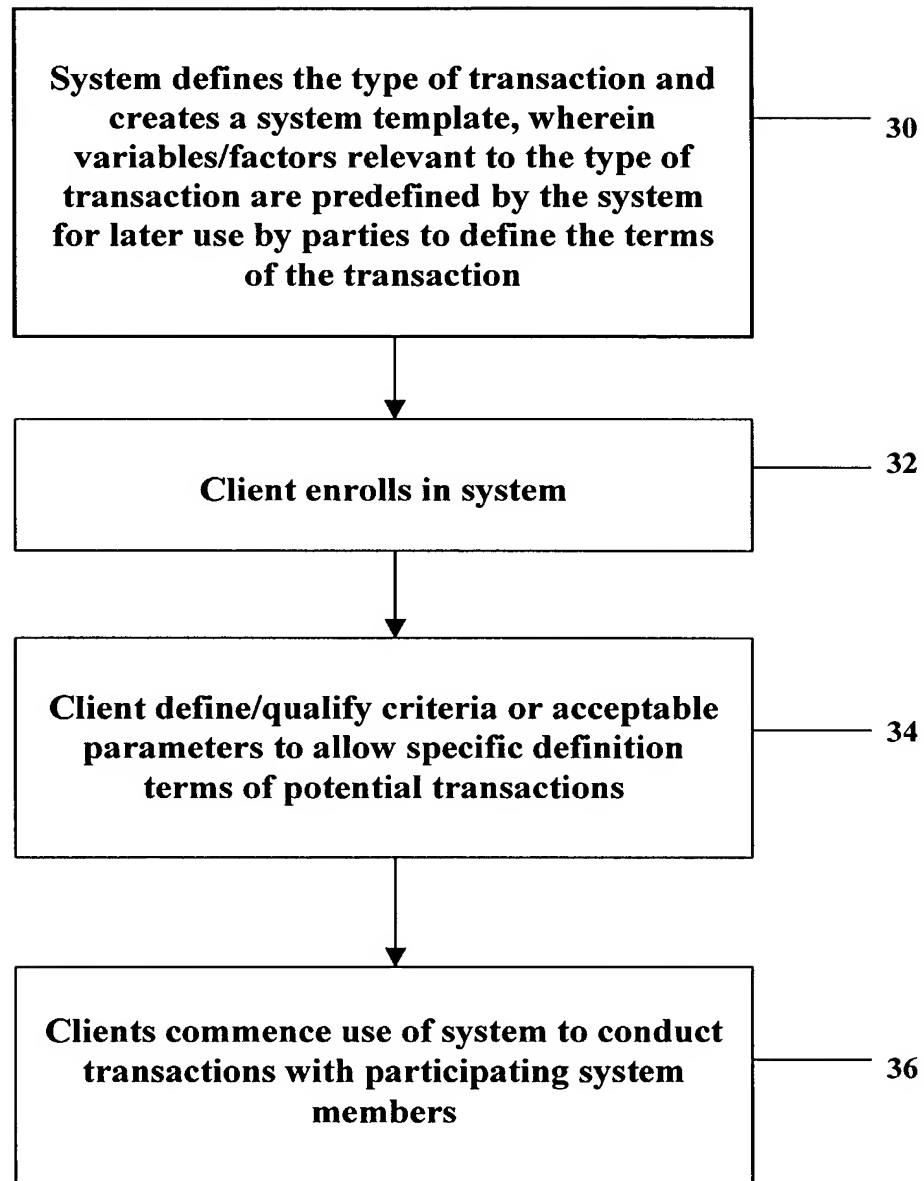 System defines the type of transaction and
creates a system template, wherein
variables/factors relevant to the type of
transaction are predefined by the system
for later use by parties to define the terms
of the transaction
30
Client enrolls in system
32
Client define/qualify criteria or acceptable
parameters to allow specific definition
terms of potential transactions
34
Clients commence use of system to conduct
transactions with participating system
members
36